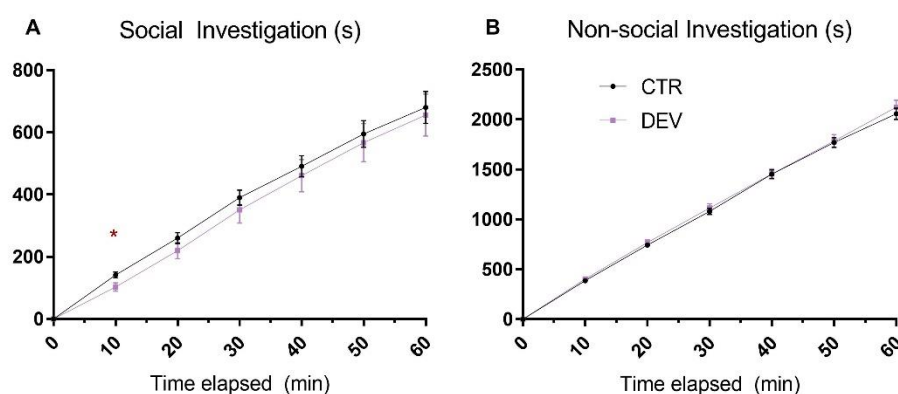 A Social Investigation (s)
800
600
400
200
0
0 10 20 30 40 50 60
Time elapsed (min)
*
B Non-social Investigation (s)
2500
2000
1500
1000
500
0
0 10 20 30 40 50 60
Time elapsed (min)
CTR
DEV